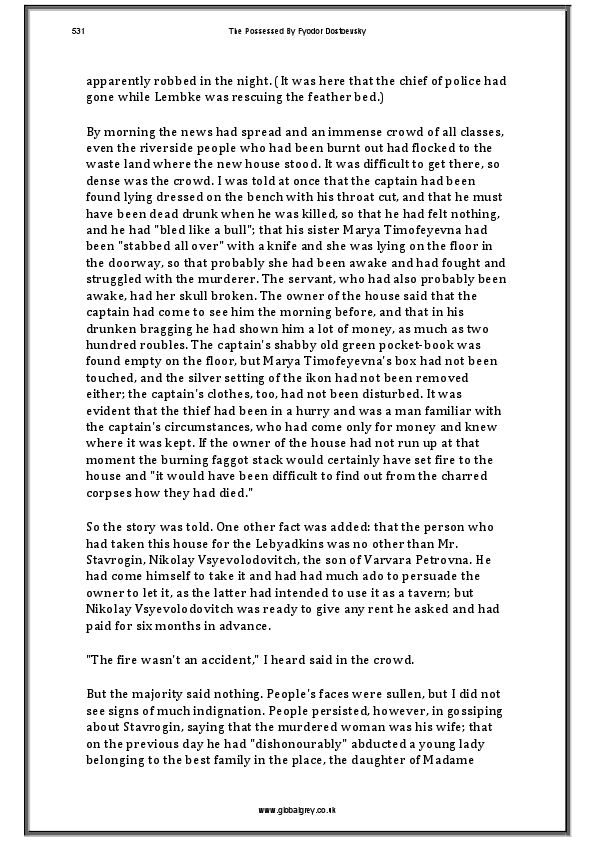 531 The Possessed By Fyodor Dostoevsky
apparently robbed in the night. (It was here that the chief of police had
gone while Lembke was rescuing the feather bed.)
By morning the news had spread and an immense crowd of all classes,
even the riverside people who had been burnt out had flocked to the
waste land where the new house stood. It was difficult to get there, so
dense was the crowd. I was told at once that the captain had been
found lying dressed on the bench with his throat cut, and that he must
have been dead drunk when he was killed, so that he had felt nothing,
and he had "bled like a bull"; that his sister Marya Timofeyevna had
been "stabbed all over" with a knife and she was lying on the floor in
the doorway, so that probably she had been awake and had fought and
struggled with the murderer. The servant, who had also probably been
awake, had her skull broken. The owner of the house said that the
captain had come to see him the morning before, and that in his
drunken bragging he had shown him a lot of money, as much as two
hundred roubles. The captain's shabby old green pocket-book was
found empty on the floor, but Marya Timofeyevna's box had not been
touched, and the silver setting of the ikon had not been removed
either; the captain's clothes, too, had not been disturbed. It was
evident that the thief had been in a hurry and was a man familiar with
the captain's circumstances, who had come only for money and knew
where it was kept. If the owner of the house had not run up at that
moment the burning faggot stack would certainly have set fire to the
house and "it would have been difficult to find out from the charred
corpses how they had died."
So the story was told. One other fact was added: that the person who
had taken this house for the Lebyadkins was no other than Mr.
Stavrogin, Nikolay Vsyevolodovitch, the son of Varvara Petrovna. He
had come himself to take it and had had much ado to persuade the
owner to let it, as the latter had intended to use it as a tavern; but
Nikolay Vsyevolodovitch was ready to give any rent he asked and had
paid for six months in advance.
"The fire wasn't an accident," I heard said in the crowd.
But the majority said nothing. People's faces were sullen, but I did not
see signs of much indignation. People persisted, however, in gossiping
about Stavrogin, saying that the murdered woman was his wife; that
on the previous day he had "dishonourably" abducted a young lady
belonging to the best family in the place, the daughter of Madame
www.globalgrey.co.uk